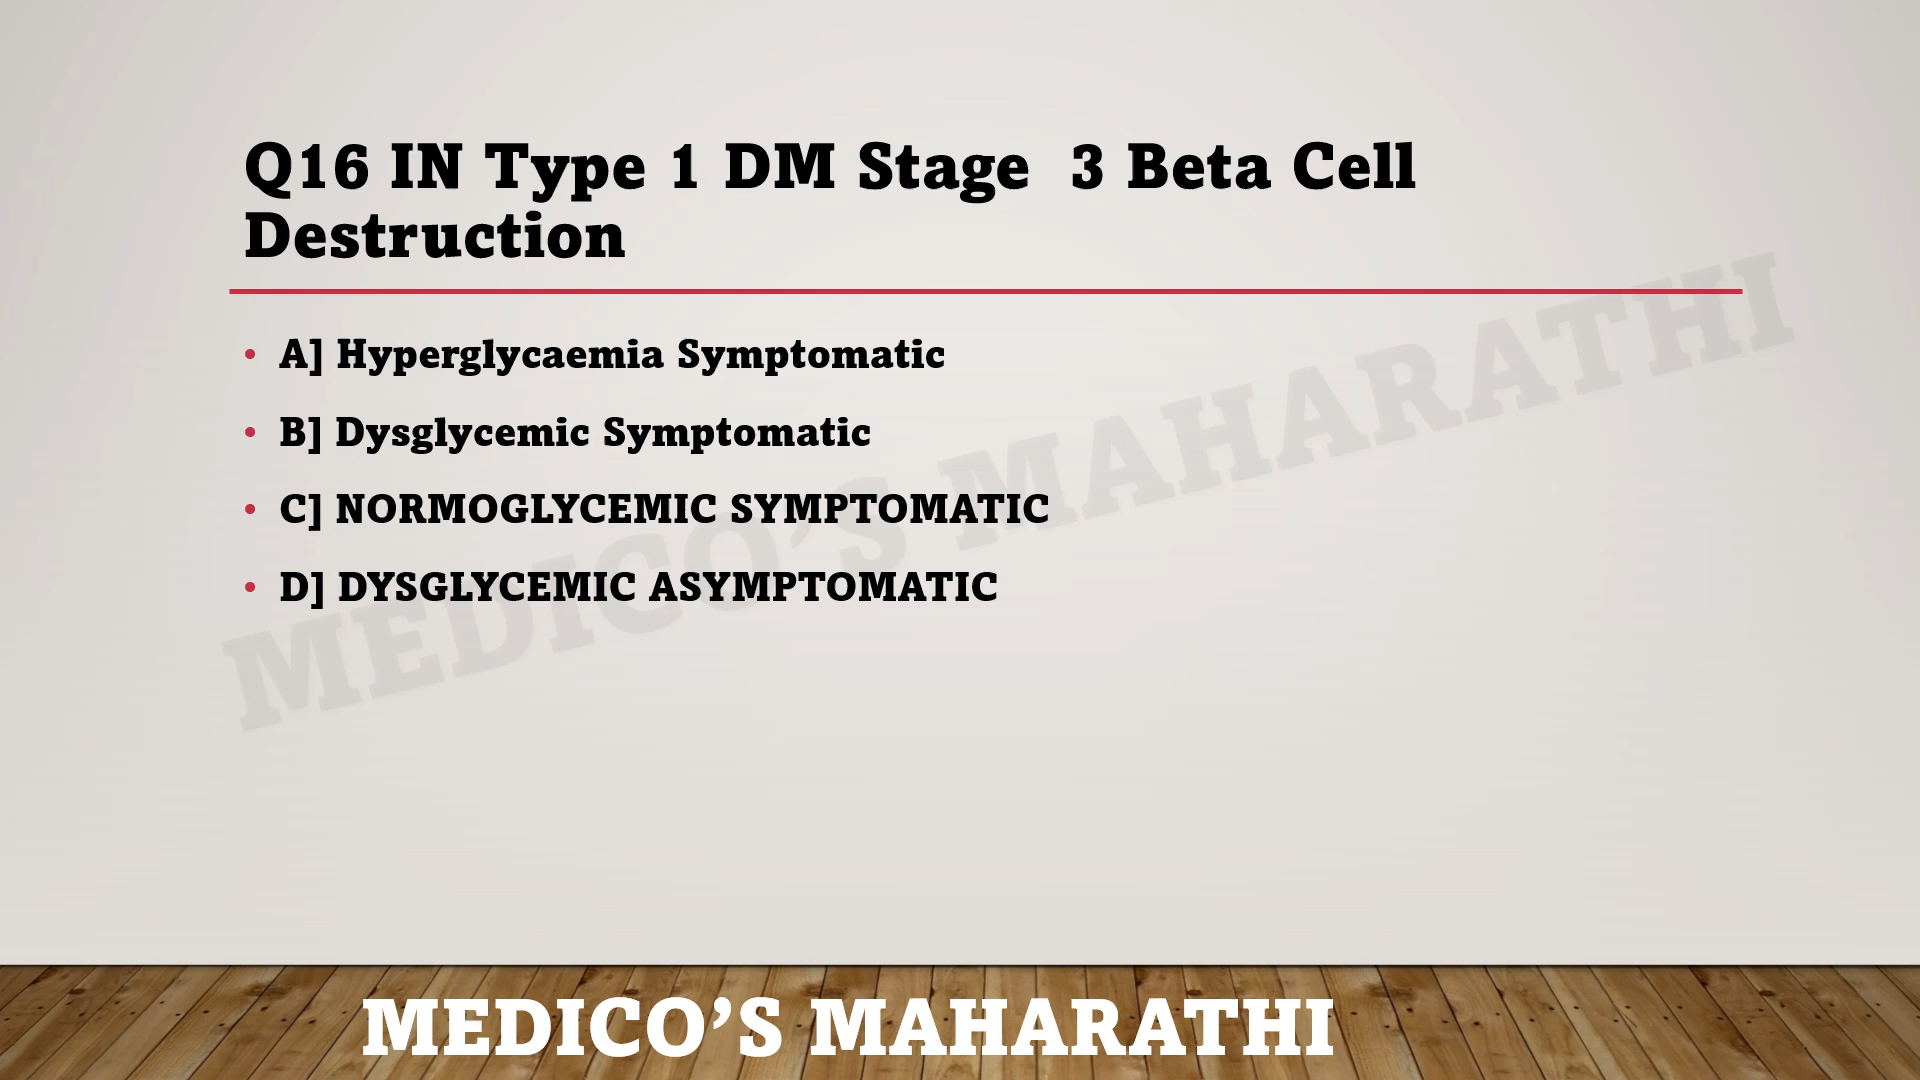 Q16 IN Type 1 DM Stage  3 Beta Cell
Destruction
• A] Hyperglycaemia Symptomatic
• B] Dysglycemic Symptomatic
• C] NORMOGLYCEMIC SYMPTOMATIC
• D] DYSGLYCEMIC ASYMPTOMATIC
MEDICO’S MAHARATHI
MEDICO’S MAHARATHI